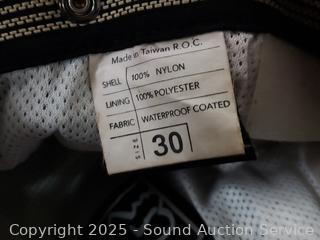 Made in Taiwan R.O.C.
SHELL 100% NYLON
LINING 100% POLYESTER
FABRIC WATERPROOF COATED
SIZE 30
Copyright 2025 - Sound Auction Service